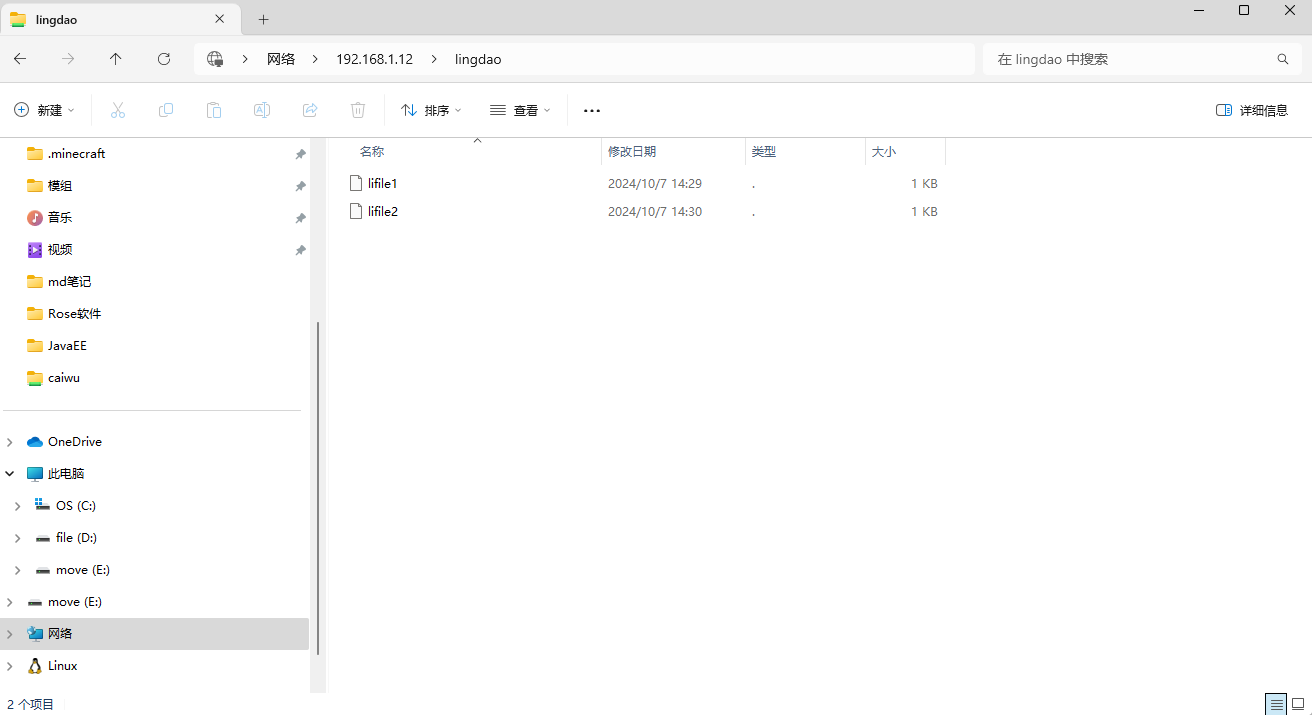 lingdao
网络 192.168.1.12 lingdao
在 lingdao 中搜索
新建 排序 查看 ... 详细信息
.minecraft
模组
音乐
视频
md笔记
Rose软件
JavaEE
caiwu
OneDrive
此电脑
OS (C:)
file (D:)
move (E:)
move (E:)
网络
Linux
名称 修改日期 类型 大小
lifile1 2024/10/7 14:29 . 1 KB
lifile2 2024/10/7 14:30 . 1 KB
2 个项目